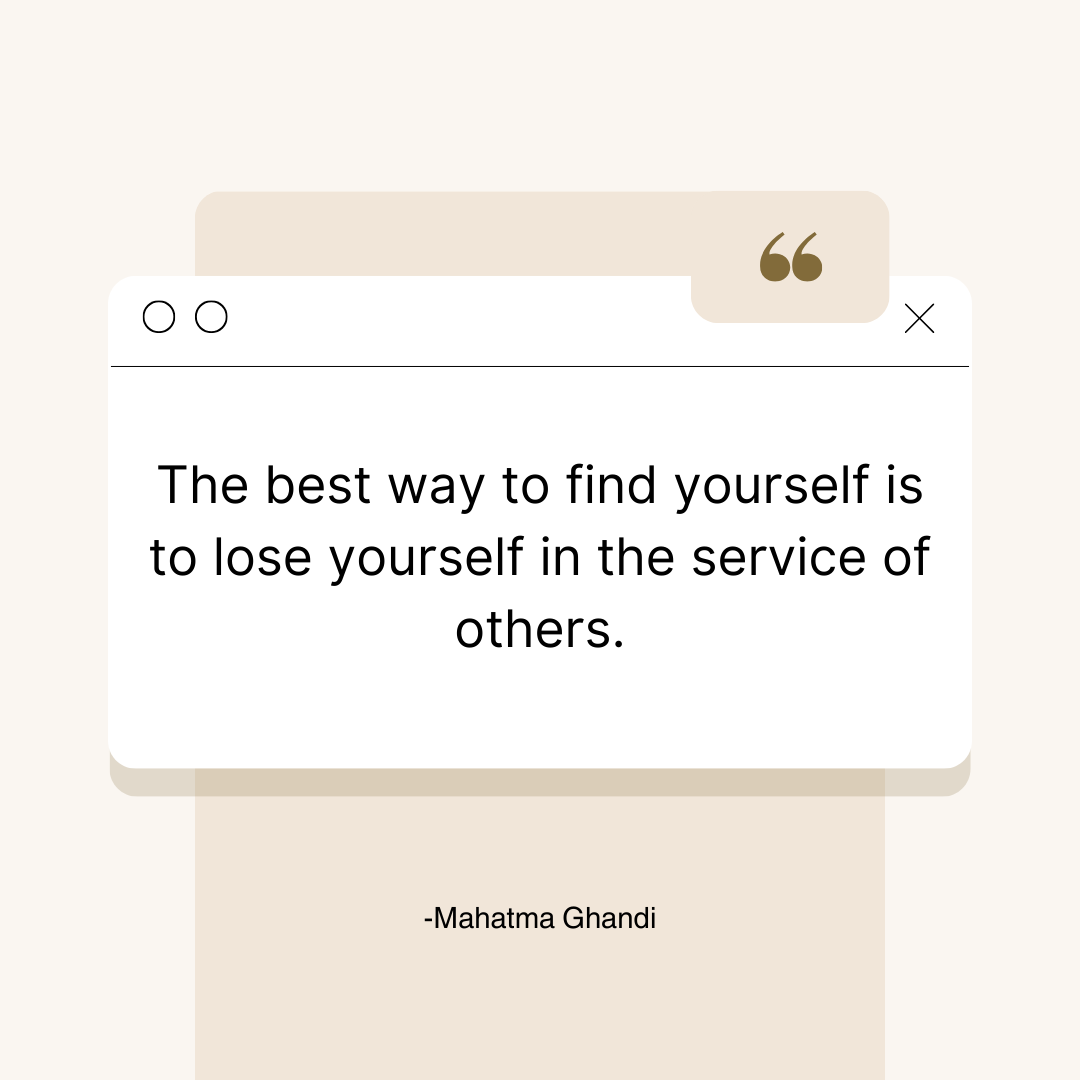 “
The best way to find yourself is
to lose yourself in the service of
others.
-Mahatma Ghandi